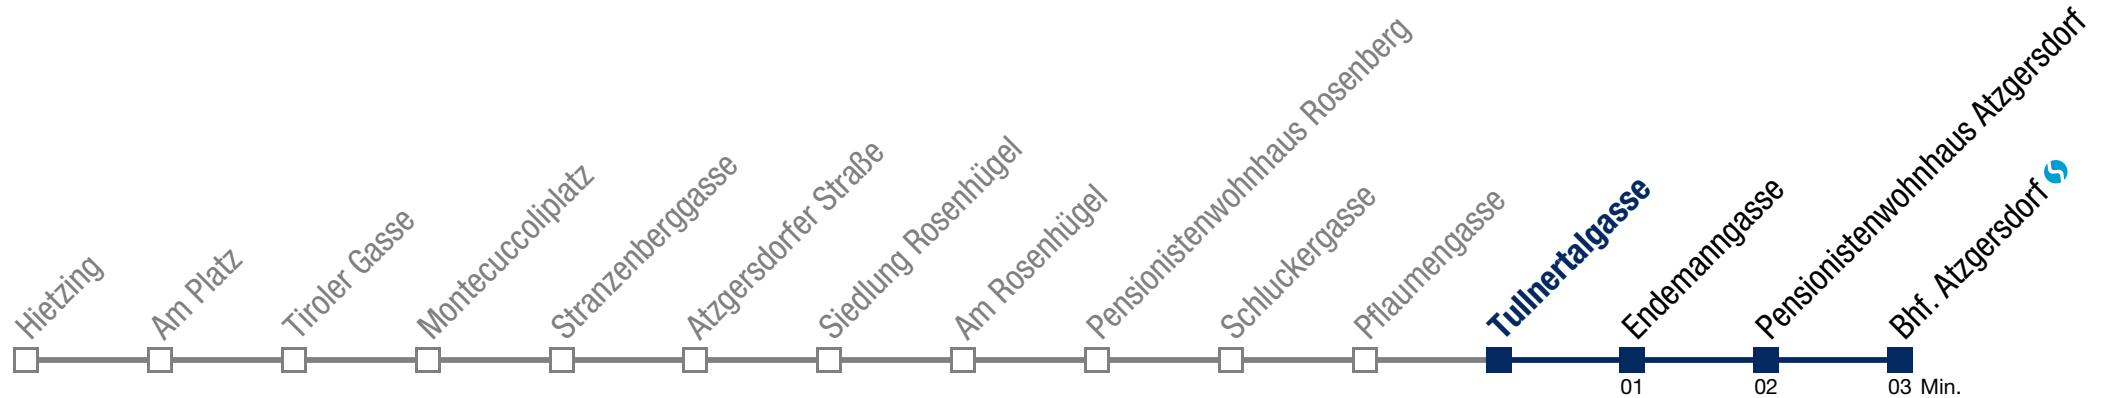 Hietzing
Am Platz
Tiroler Gasse
Montecuccoliplatz
Stranzenberggasse
Atzgersdorfer Straße
Siedlung Rosenhügel
Am Rosenhügel
Pensionistenwohnhaus Rosenberg
Schluckergasse
Pflaumengasse
Tullnertalgasse
Endemanngasse
Pensionistenwohnhaus Atzgersdorf
Bhf. Atzgersdorf
01 02 03 Min.